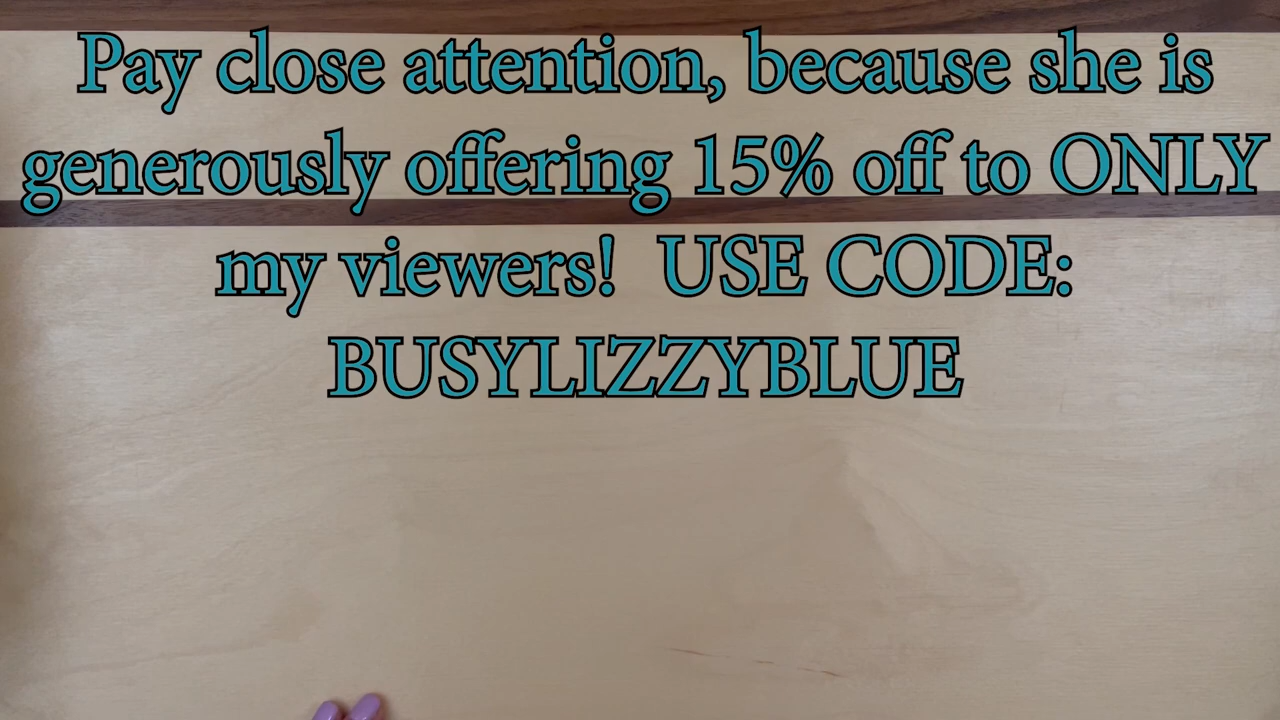 Pay close attention, because she is
generously offering 15% off to ONLY
my viewers!  USE CODE:
BUSYLIZZYBLUE